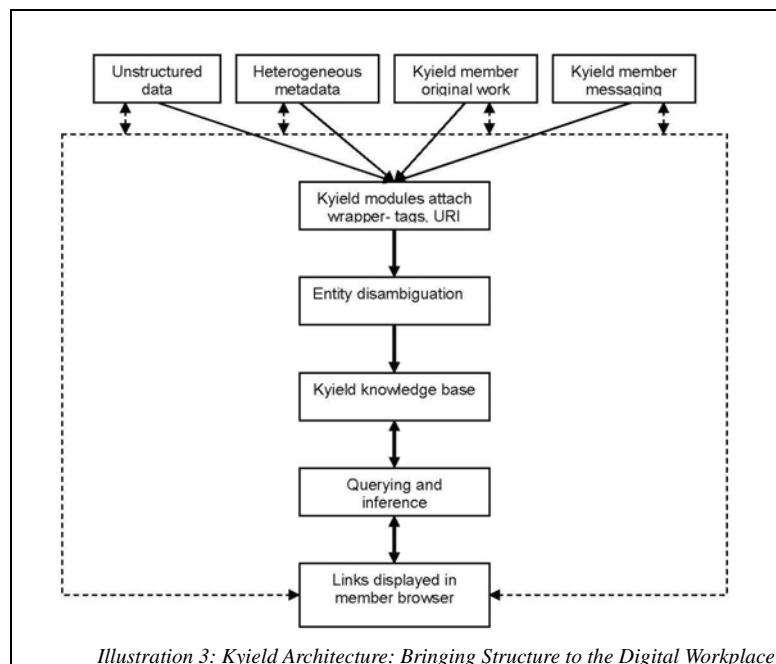 Unstructured
data
Heterogeneous
metadata
Kyield member
original work
Kyield member
messaging
Kyield modules attach
wrapper- tags, URI
Entity disambiguation
Kyield knowledge base
Querying and
inference
Links displayed in
member browser
Illustration 3: Kyield Architecture: Bringing Structure to the Digital Workplace